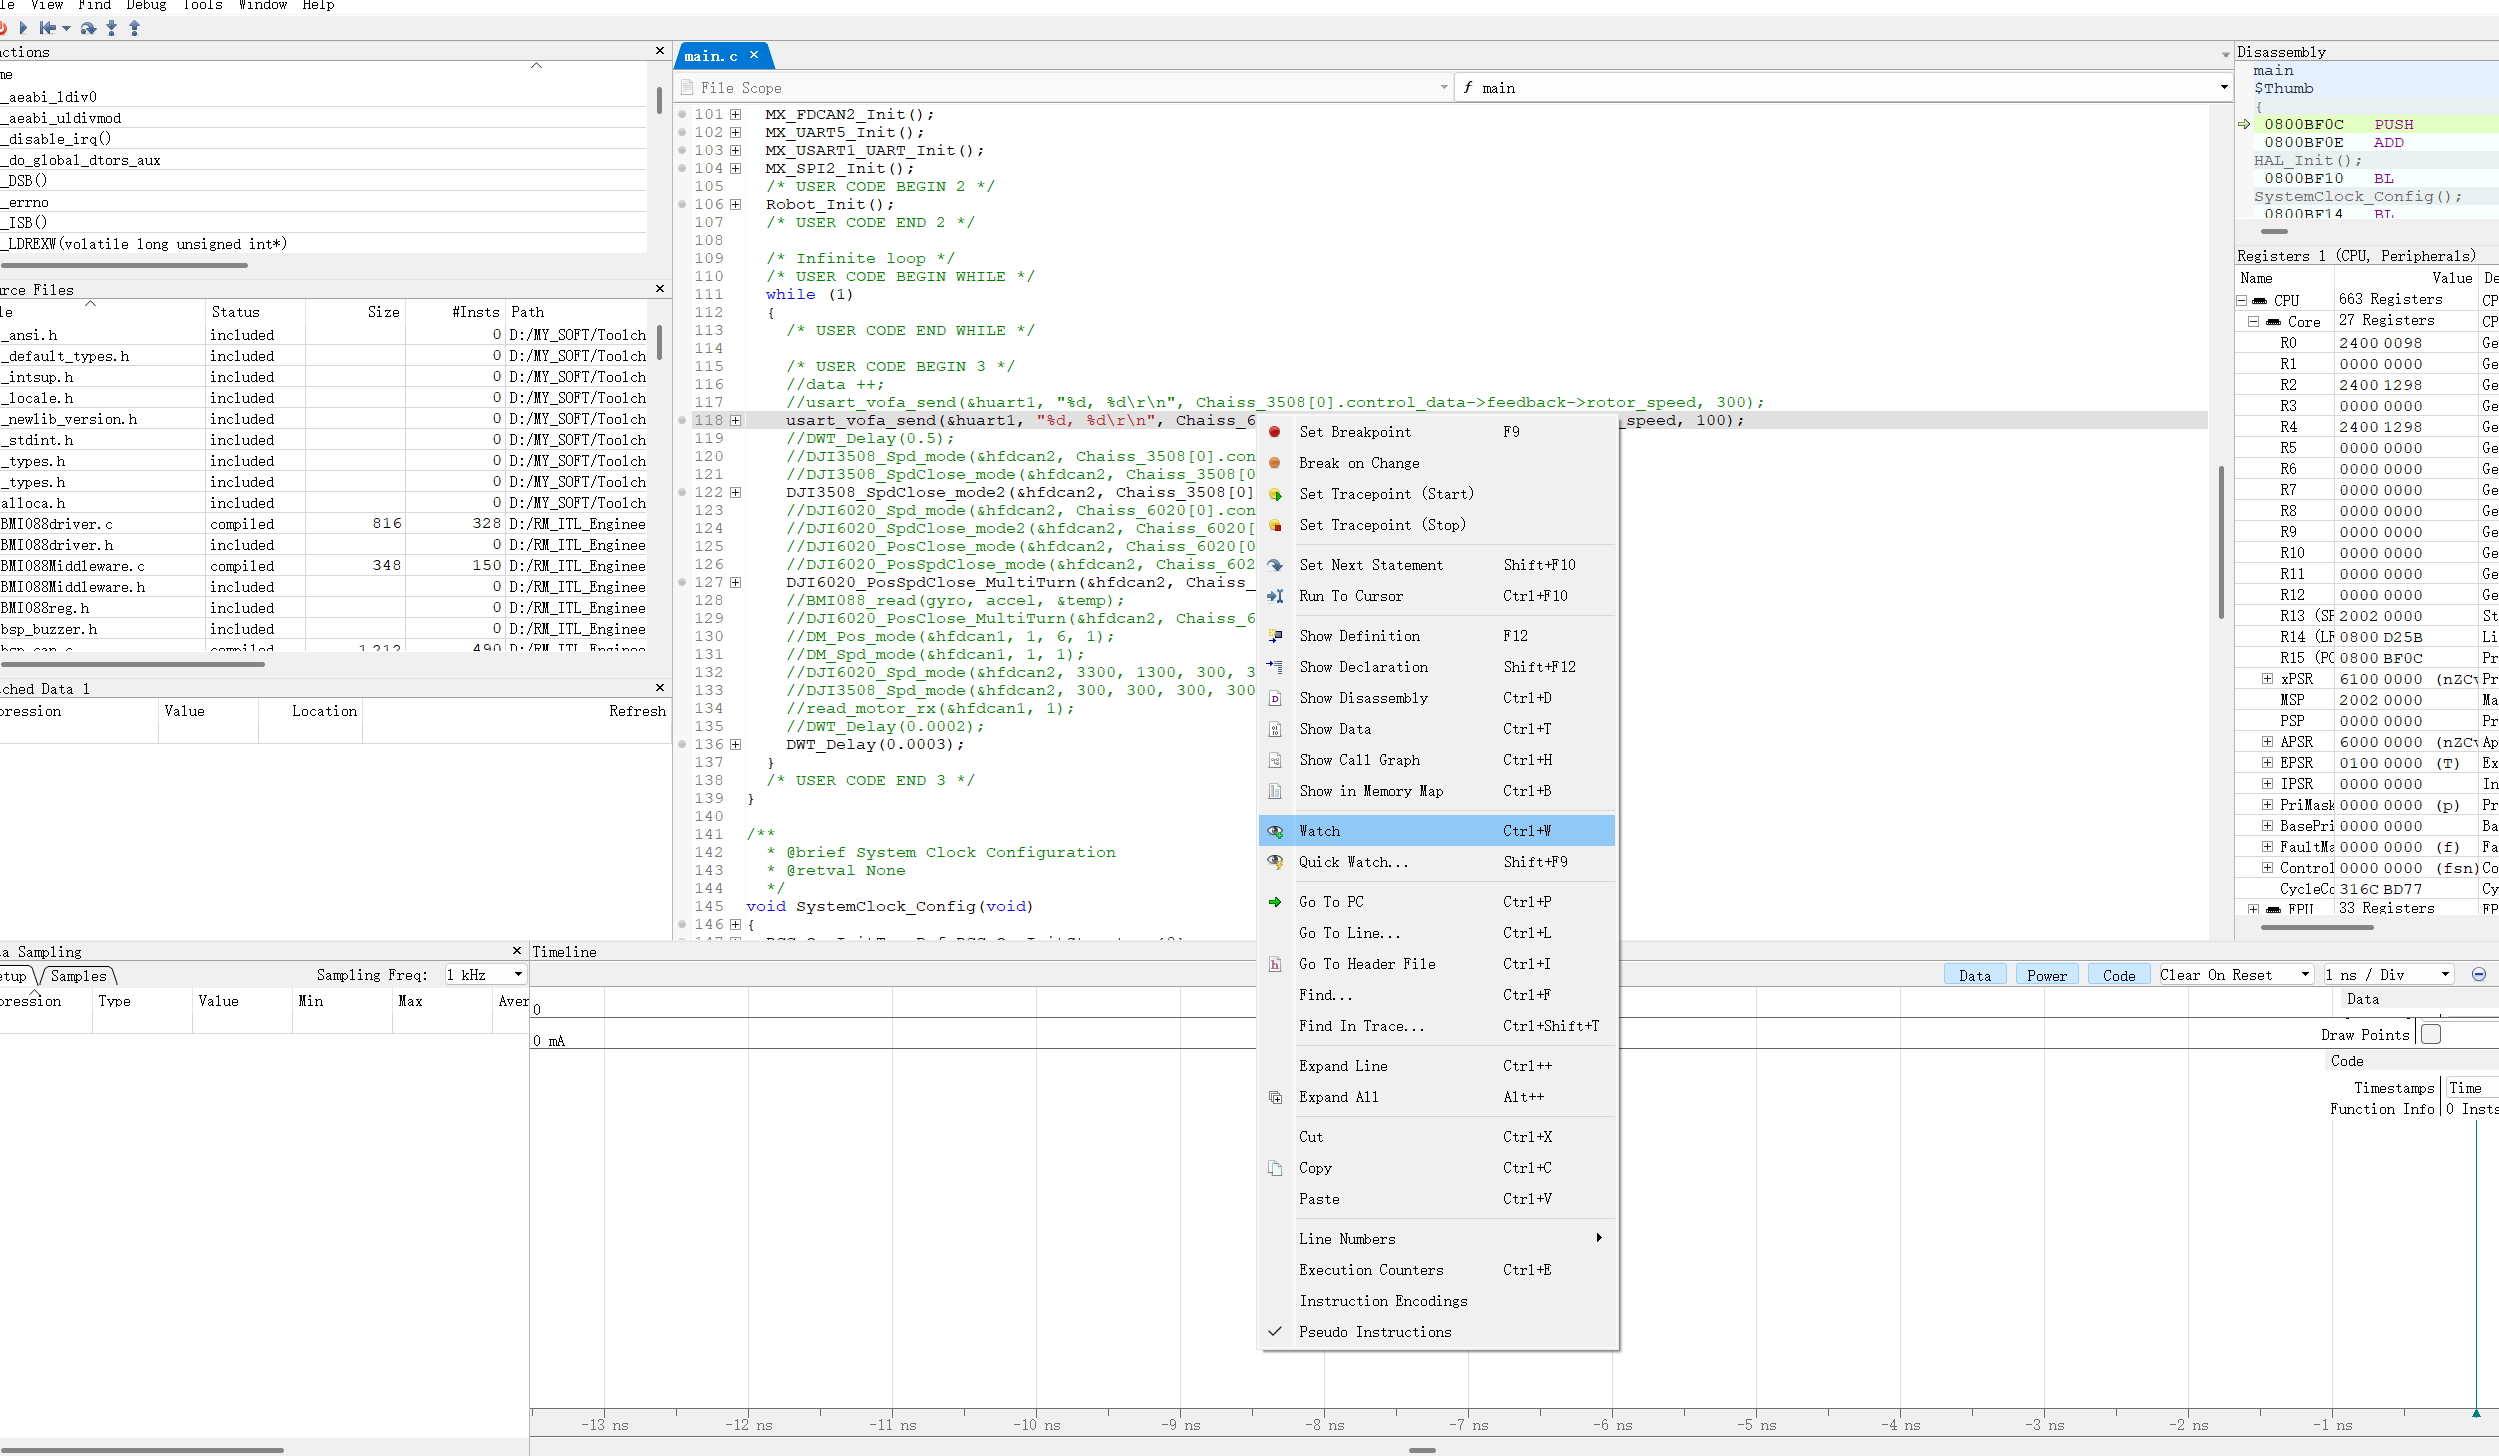 View Find Debug Tools Window Help
me
_aeabi_ldiv0
_aeabi_uldivmod
_disable_irq()
_do_global_dtors_aux
_DSB()
_errno
_ISB()
_LDREXW(volatile long unsigned int*)
Status Size #Insts Path
_ansi.h included 0 D:/MY_SOFT/Toolch
_default_types.h included 0 D:/MY_SOFT/Toolch
_intsup.h included 0 D:/MY_SOFT/Toolch
_locale.h included 0 D:/MY_SOFT/Toolch
_newlib_version.h included 0 D:/MY_SOFT/Toolch
_stdint.h included 0 D:/MY_SOFT/Toolch
_types.h included 0 D:/MY_SOFT/Toolch
_types.h included 0 D:/MY_SOFT/Toolch
alloca.h included 0 D:/MY_SOFT/Toolch
BMI088driver.c compiled 816 328 D:/RM_ITL_Enginee
BMI088driver.h included 0 D:/RM_ITL_Enginee
BMI088Middleware.c compiled 348 150 D:/RM_ITL_Enginee
BMI088Middleware.h included 0 D:/RM_ITL_Enginee
BMI088reg.h included 0 D:/RM_ITL_Enginee
bsp_buzzer.h included 0 D:/RM_ITL_Enginee
ched Data 1
pression Value Location Refresh
main.c
File Scope f main
101 MX_FDCAN2_Init();
102 MX_UART5_Init();
103 MX_USART1_UART_Init();
104 MX_SPI2_Init();
105 /* USER CODE BEGIN 2 */
106 Robot_Init();
107 /* USER CODE END 2 */
108
109 /* Infinite loop */
110 /* USER CODE BEGIN WHILE */
111 while (1)
112 {
113 /* USER CODE END WHILE */
114
115 /* USER CODE BEGIN 3 */
116 //data ++;
117 //usart_vofa_send(&huart1, "%d, %d\r\n", Chaiss_3508[0].control_data->feedback->rotor_speed, 300);
118 usart_vofa_send(&huart1, "%d, %d\r\n", Chaiss_6 _speed, 100);
119 //DWT_Delay(0.5);
120 //DJI3508_Spd_mode(&hfdcan2, Chaiss_3508[0].con
121 //DJI3508_SpdClose_mode(&hfdcan2, Chaiss_3508[0
122 DJI3508_SpdClose_mode2(&hfdcan2, Chaiss_3508[0]
123 //DJI6020_Spd_mode(&hfdcan2, Chaiss_6020[0].con
124 //DJI6020_SpdClose_mode2(&hfdcan2, Chaiss_6020[
125 //DJI6020_PosClose_mode(&hfdcan2, Chaiss_6020[0
126 //DJI6020_PosSpdClose_mode(&hfdcan2, Chaiss_602
127 DJI6020_PosSpdClose_MultiTurn(&hfdcan2, Chaiss_
128 //BMI088_read(gyro, accel, &temp);
129 //DJI6020_PosClose_MultiTurn(&hfdcan2, Chaiss_6
130 //DM_Pos_mode(&hfdcan1, 1, 6, 1);
131 //DM_Spd_mode(&hfdcan1, 1, 1);
132 //DJI6020_Spd_mode(&hfdcan2, 3300, 1300, 300, 3
133 //DJI3508_Spd_mode(&hfdcan2, 300, 300, 300, 300
134 //read_motor_rx(&hfdcan1, 1);
135 //DWT_Delay(0.0002);
136 DWT_Delay(0.0003);
137 }
138 /* USER CODE END 3 */
139 }
140
141 /**
142 * @brief System Clock Configuration
143 * @retval None
144 */
145 void SystemClock_Config(void)
146 {
Set Breakpoint F9
Break on Change
Set Tracepoint (Start)
Set Tracepoint (Stop)
Set Next Statement Shift+F10
Run To Cursor Ctrl+F10
Show Definition F12
Show Declaration Shift+F12
Show Disassembly Ctrl+D
Show Data Ctrl+T
Show Call Graph Ctrl+H
Show in Memory Map Ctrl+B
Watch Ctrl+W
Quick Watch... Shift+F9
Go To PC Ctrl+P
Go To Line... Ctrl+L
Go To Header File Ctrl+I
Find... Ctrl+F
Find In Trace... Ctrl+Shift+T
Expand Line Ctrl++
Expand All Alt++
Cut Ctrl+X
Copy Ctrl+C
Paste Ctrl+V
Line Numbers
Execution Counters Ctrl+E
Instruction Encodings
Pseudo Instructions
Disassembly
main
$Thumb
{
0800BF0C PUSH
0800BF0E ADD
HAL_Init();
0800BF10 BL
SystemClock_Config();
0800BF14 BL
Registers 1 (CPU, Peripherals)
Name Value De
CPU 663 Registers CP
Core 27 Registers CP
R0 2400 0098 Ge
R1 0000 0000 Ge
R2 2400 1298 Ge
R3 0000 0000 Ge
R4 2400 1298 Ge
R5 0000 0000 Ge
R6 0000 0000 Ge
R7 0000 0000 Ge
R8 0000 0000 Ge
R9 0000 0000 Ge
R10 0000 0000 Ge
R11 0000 0000 Ge
R12 0000 0000 Ge
R13 (SP 2002 0000 St
R14 (LR 0800 D25B Li
R15 (PC 0800 BF0C Pr
xPSR 6100 0000 (nZCv Pr
MSP 2002 0000 Ma
PSP 0000 0000 Pr
APSR 6000 0000 (nZCv Ap
EPSR 0100 0000 (T) Ex
IPSR 0000 0000 In
PriMask 0000 0000 (p) Pr
BasePri 0000 0000 Ba
FaultMa 0000 0000 (f) Fa
Control 0000 0000 (fsn) Co
CycleCo 316C BD77 Cy
FPU 33 Registers FP
a Sampling
etup Samples Sampling Freq: 1 kHz
pression Type Value Min Max Aver
Timeline
Data Power Code Clear On Reset 1 ns / Div
0
0 mA
Data
Draw Points
Code
Timestamps Time
Function Info 0 Insts
-13 ns -12 ns -11 ns -10 ns -9 ns -8 ns -7 ns -6 ns -5 ns -4 ns -3 ns -2 ns -1 ns